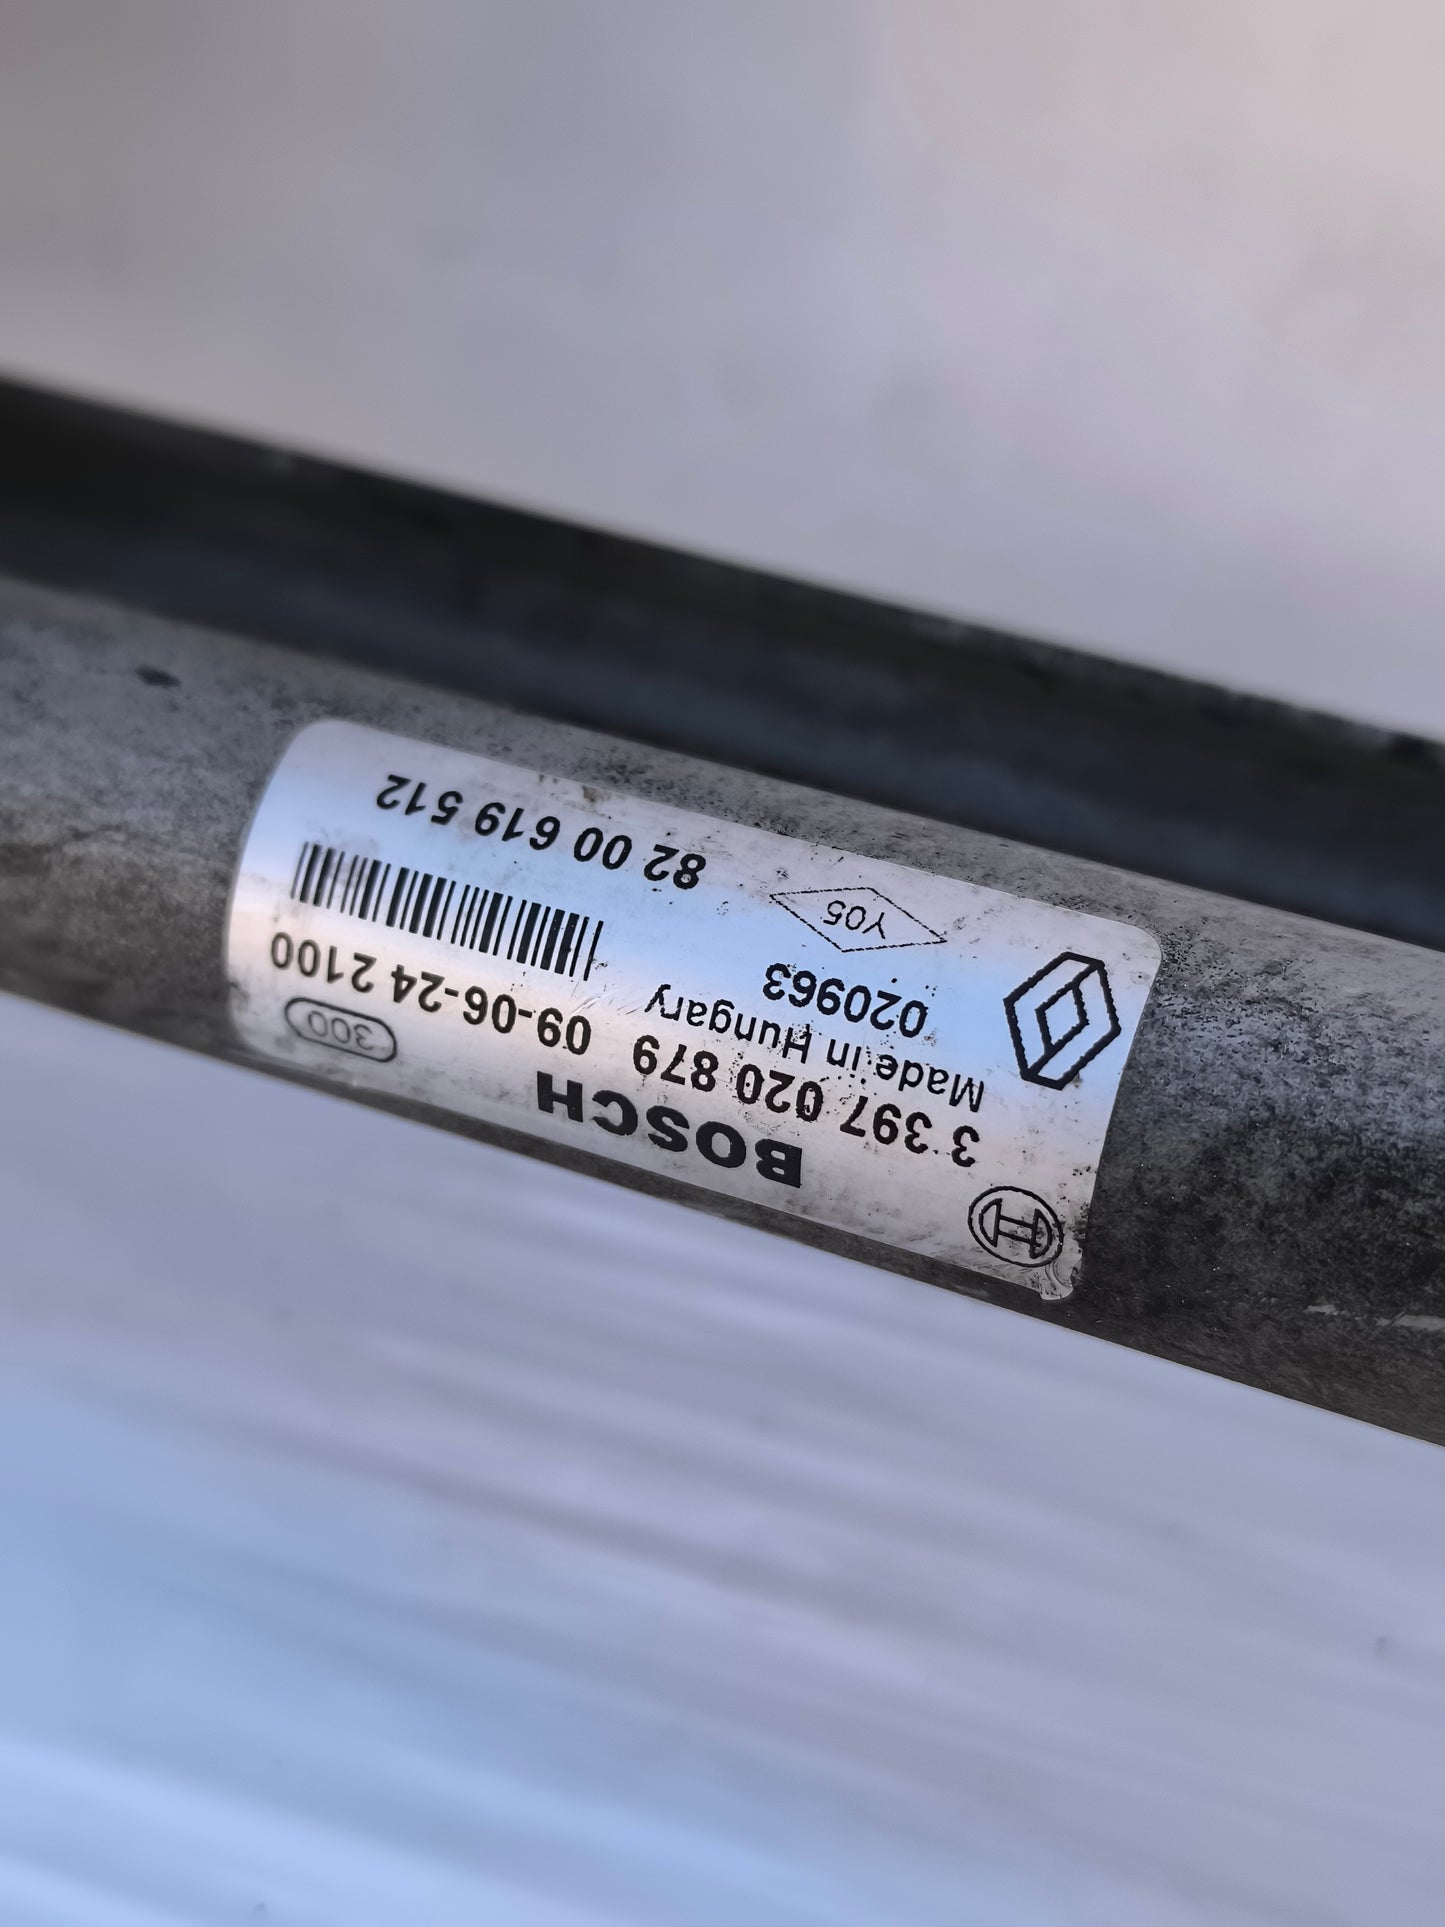 BOSCH
300
3 397 020 879 09-06-24 2100
Made in Hungary
020963
Y05
82 00 619 512